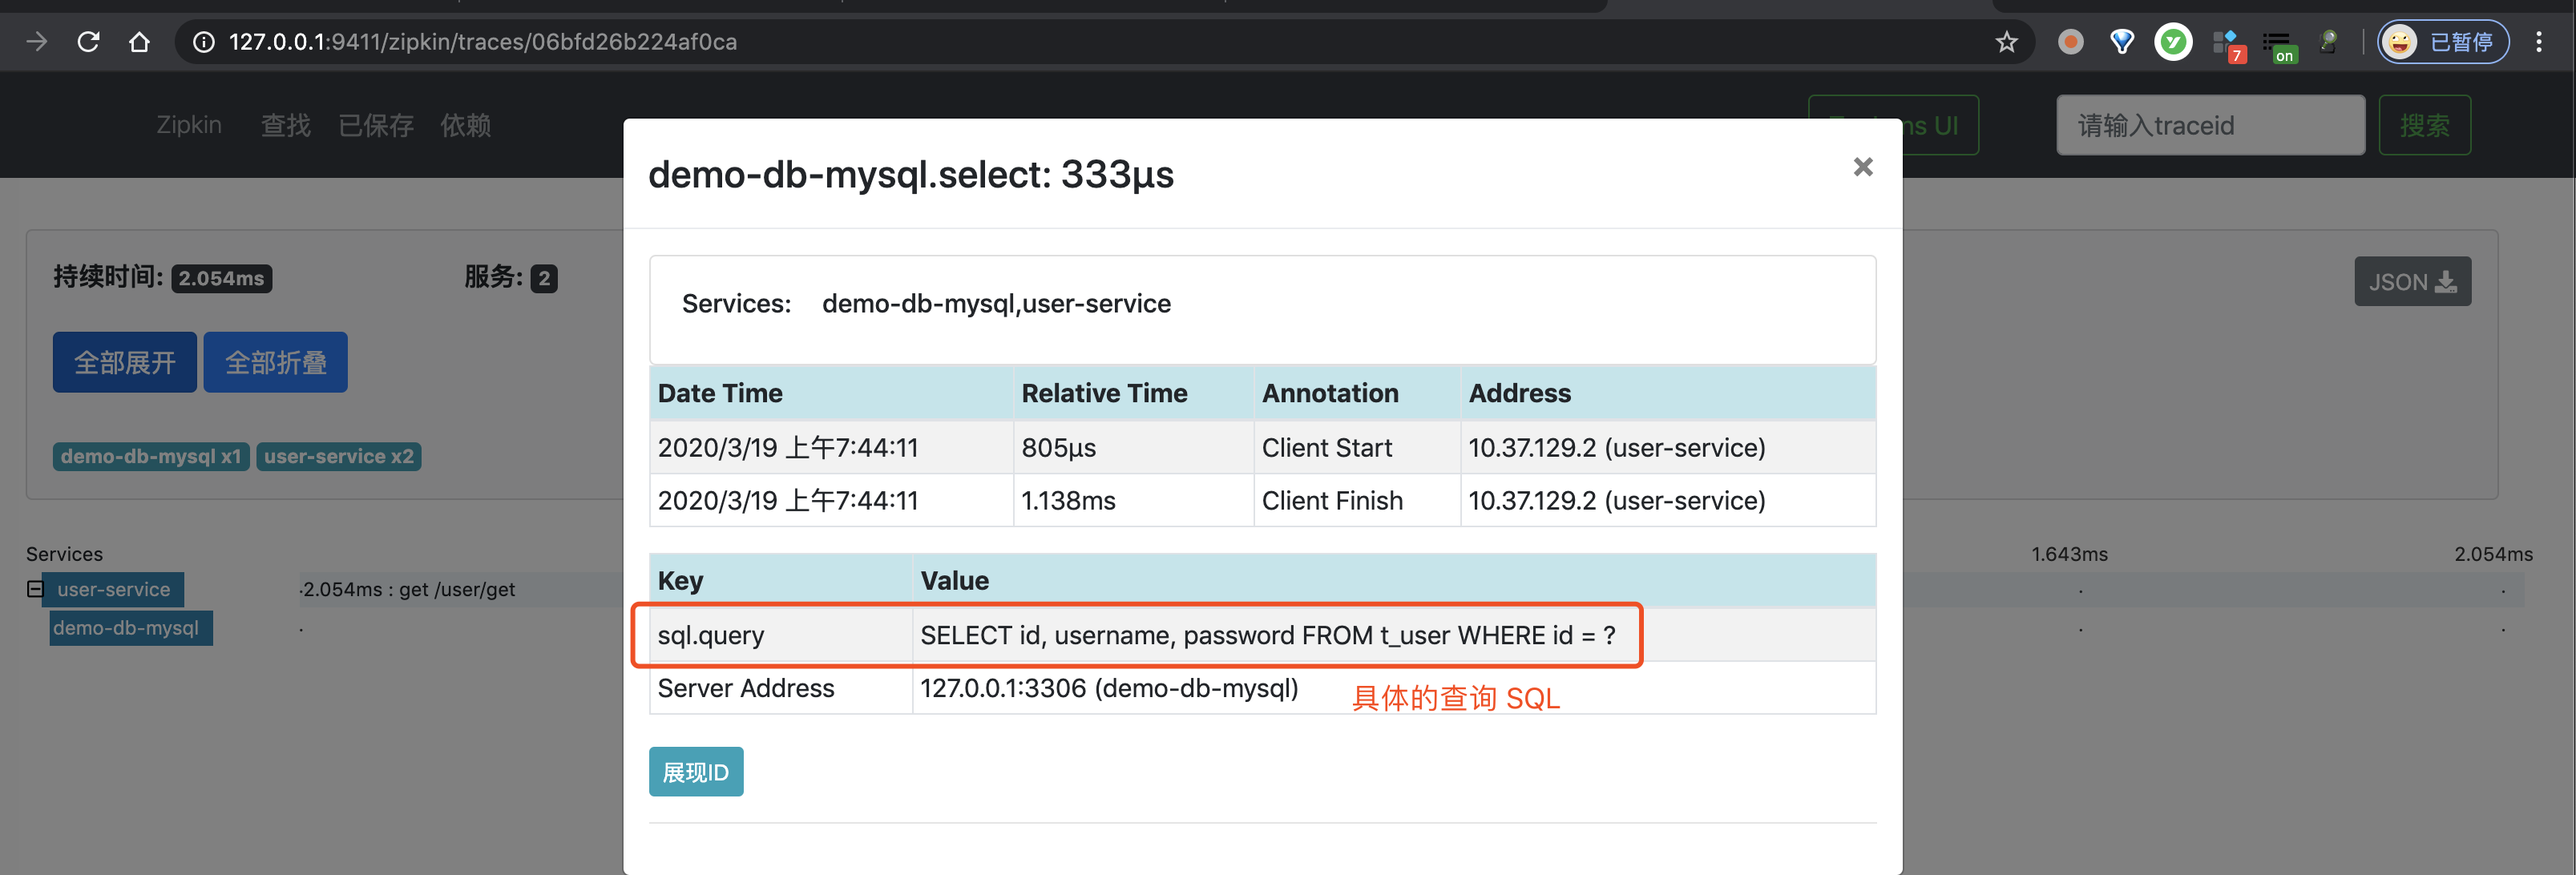 127.0.0.1:9411/zipkin/traces/06bfd26b224af0ca
7
on
已暂停
Zipkin 查找 已保存 依赖
ns UI
请输入traceid
搜索
demo-db-mysql.select: 333µs
×
持续时间: 2.054ms
服务: 2
JSON
全部展开 全部折叠
demo-db-mysql x1 user-service x2
Services: demo-db-mysql,user-service
Date Time Relative Time Annotation Address
2020/3/19 上午7:44:11 805µs Client Start 10.37.129.2 (user-service)
2020/3/19 上午7:44:11 1.138ms Client Finish 10.37.129.2 (user-service)
Services
1.643ms 2.054ms
user-service
·2.054ms : get /user/get
demo-db-mysql
Key Value
sql.query SELECT id, username, password FROM t_user WHERE id = ?
Server Address 127.0.0.1:3306 (demo-db-mysql)
具体的查询 SQL
展现ID